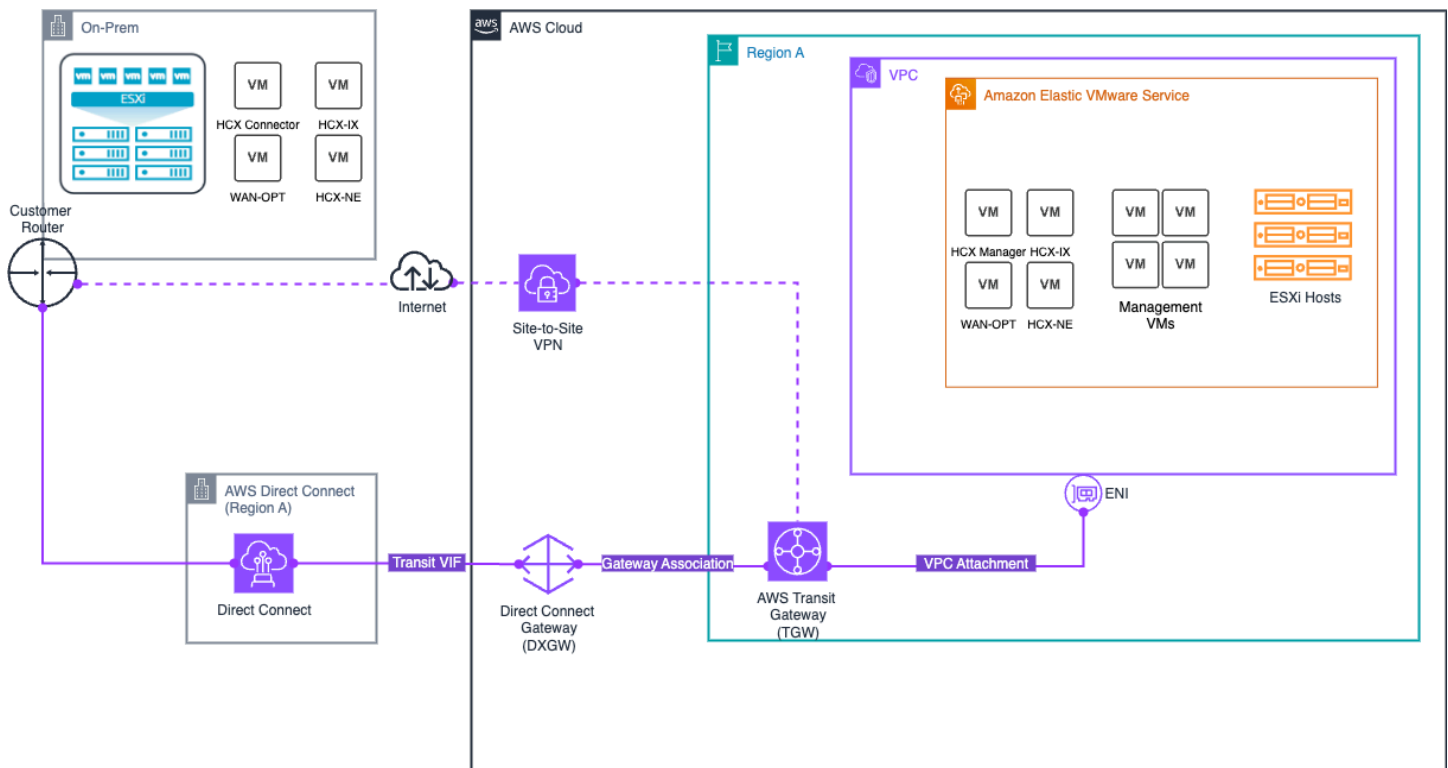 On-Prem
vm vm vm vm vm
ESXi
VM
VM
HCX Connector
HCX-IX
VM
VM
WAN-OPT
HCX-NE
Customer
Router
Internet
aws
AWS Cloud
Site-to-Site
VPN
Region A
VPC
Amazon Elastic VMware Service
VM
VM
HCX Manager
HCX-IX
VM
VM
WAN-OPT
HCX-NE
VM
VM
VM
VM
Management
VMs
ESXi Hosts
AWS Direct Connect
(Region A)
Direct Connect
Transit VIF
Direct Connect
Gateway
(DXGW)
Gateway Association
AWS Transit
Gateway
(TGW)
VPC Attachment
ENI